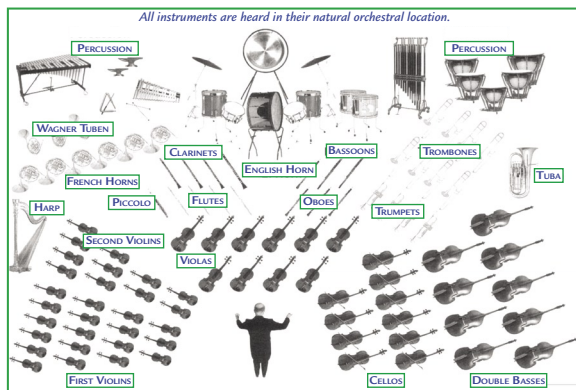 All instruments are heard in their natural orchestral location.
PERCUSSION
PERCUSSION
WAGNER TUBEN
CLARINETS
ENGLISH HORN
BASSOONS
TROMBONES
FRENCH HORNS
PICCOLO
FLUTES
OBOES
TRUMPETS
TUBA
HARP
SECOND VIOLINS
VIOLAS
FIRST VIOLINS
CELLOS
DOUBLE BASSES